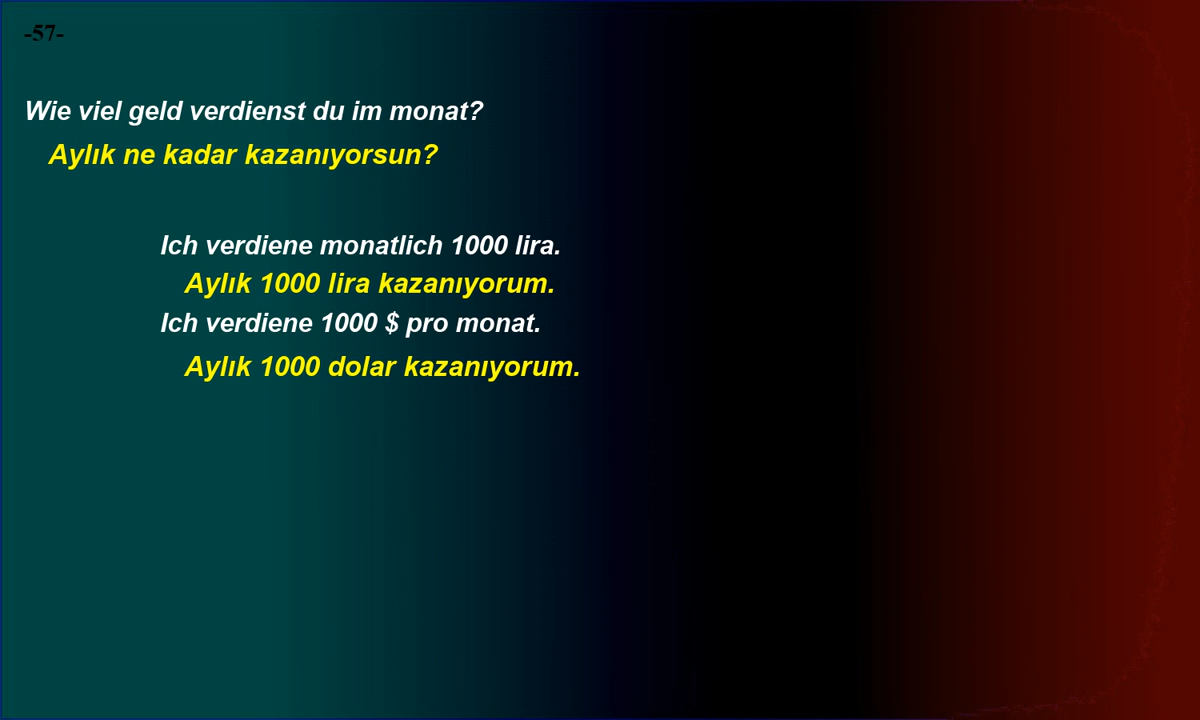 -57-
Wie viel geld verdienst du im monat?
Aylık ne kadar kazanıyorsun?
Ich verdiene monatlich 1000 lira.
Aylık 1000 lira kazanıyorum.
Ich verdiene 1000 $ pro monat.
Aylık 1000 dolar kazanıyorum.